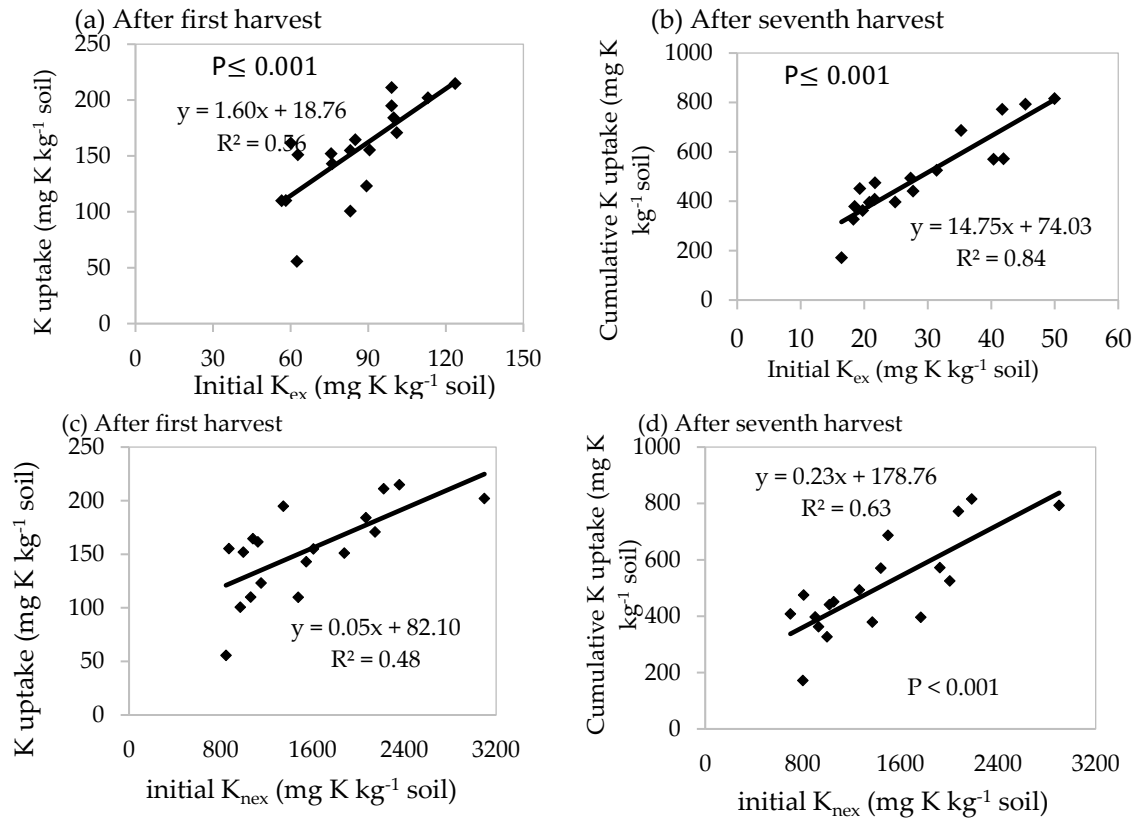 (a) After first harvest
K uptake (mg K kg⁻¹ soil)
250
200
150
100
50
0
P≤ 0.001
y = 1.60x + 18.76
R² = 0.56
0 30 60 90 120 150
Initial Kₑₓ (mg K kg⁻¹ soil)
(b) After seventh harvest
Cumulative K uptake (mg K
kg⁻¹ soil)
1000
800
600
400
200
0
P≤ 0.001
y = 14.75x + 74.03
R² = 0.84
0 10 20 30 40 50 60
Initial Kₑₓ (mg K kg⁻¹ soil)
(c) After first harvest
K uptake (mg K kg⁻¹ soil)
250
200
150
100
50
0
y = 0.05x + 82.10
R² = 0.48
0 800 1600 2400 3200
initial Kₙₑₓ (mg K kg⁻¹ soil)
(d) After seventh harvest
Cumulative K uptake (mg K
kg⁻¹ soil)
1000
800
600
400
200
0
y = 0.23x + 178.76
R² = 0.63
P < 0.001
0 800 1600 2400 3200
initial Kₙₑₓ (mg K kg⁻¹ soil)